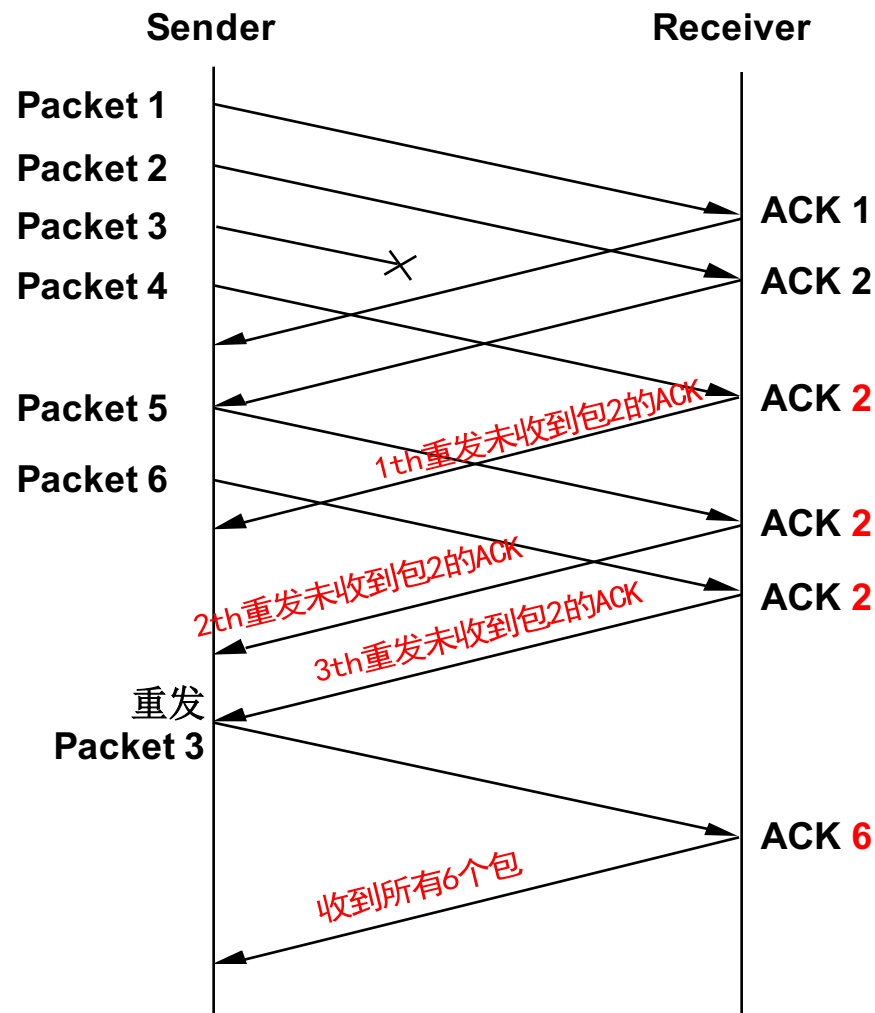 Sender
Receiver
Packet 1
Packet 2
ACK 1
Packet 3
Packet 4
ACK 2
Packet 5
1th重发未收到包2的ACK
ACK 2
Packet 6
2th重发未收到包2的ACK
ACK 2
3th重发未收到包2的ACK
ACK 2
重发
Packet 3
收到所有6个包
ACK 6